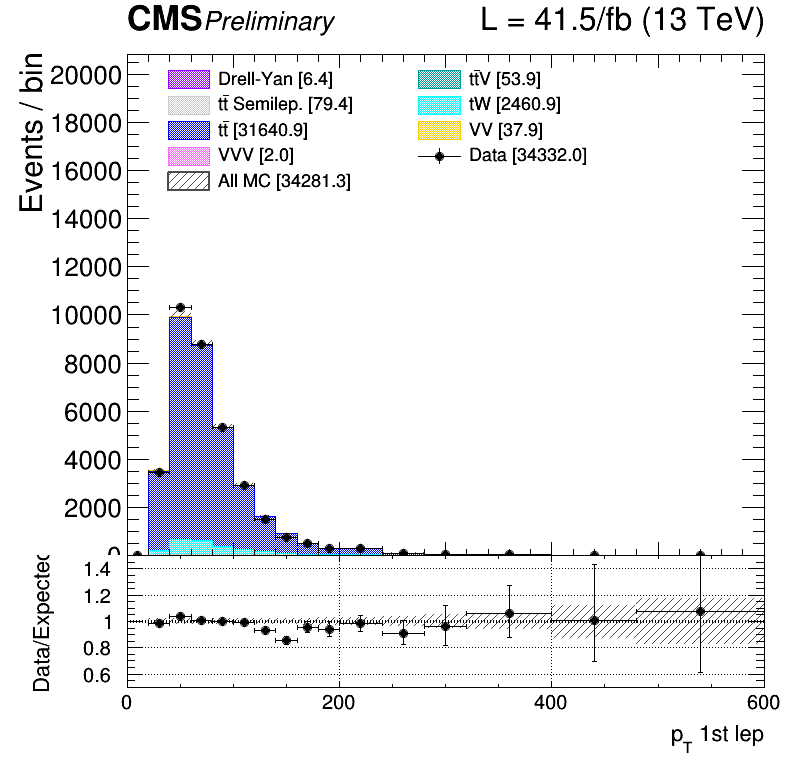 CMS Preliminary L = 41.5/fb (13 TeV)
Events / bin
20000
18000
16000
14000
12000
10000
8000
6000
4000
2000
0
Drell-Yan [6.4]
tt̄ Semilep. [79.4]
tt̄ [31640.9]
VVV [2.0]
All MC [34281.3]
tt̄V [53.9]
tW [2460.9]
VV [37.9]
Data [34332.0]
Data/Expected
1.4
1.2
1
0.8
0.6
0 200 400 600
p_T 1st lep